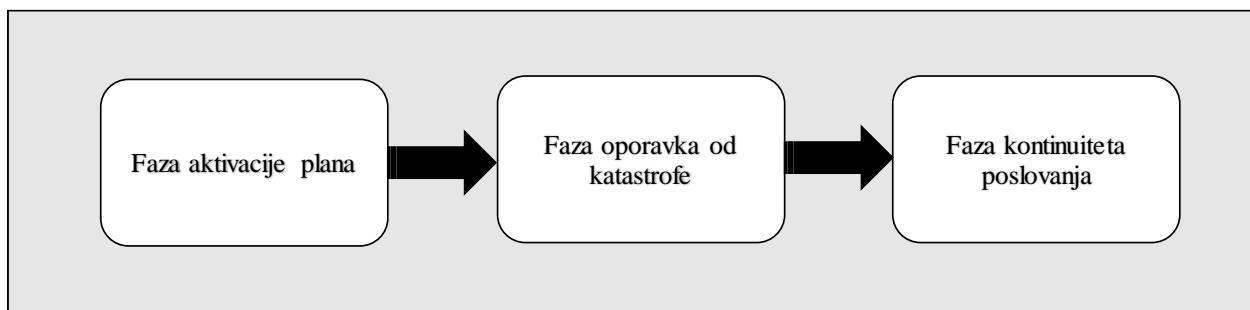 Faza aktivacije plana
Faza oporavka od
katastrofe
Faza kontinuiteta
poslovanja